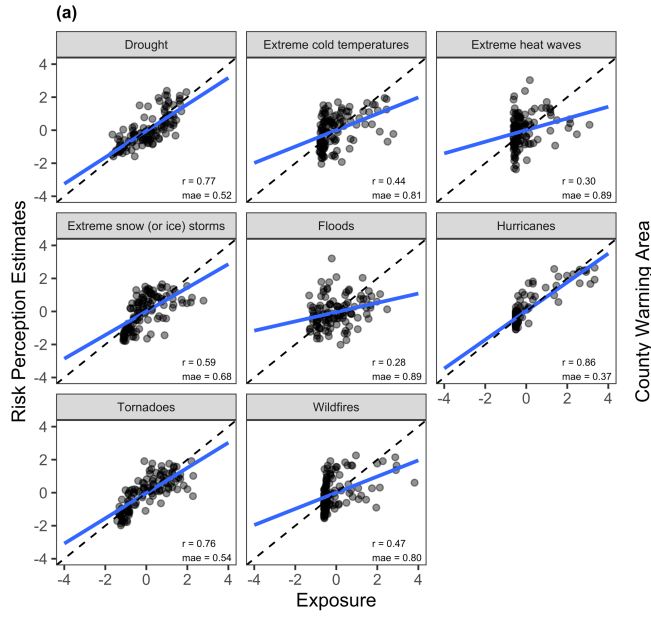 (a)
Drought
Extreme cold temperatures
Extreme heat waves
4
2
0
-2
-4
r = 0.77
mae = 0.52
r = 0.44
mae = 0.81
r = 0.30
mae = 0.89
Extreme snow (or ice) storms
Floods
Hurricanes
4
2
0
-2
-4
r = 0.59
mae = 0.68
r = 0.28
mae = 0.89
r = 0.86
mae = 0.37
-4 -2 0 2 4
Tornadoes
Wildfires
4
2
0
-2
-4
r = 0.76
mae = 0.54
r = 0.47
mae = 0.80
-4 -2 0 2 4
-4 -2 0 2 4
Exposure
Risk Perception Estimates
County Warning Area